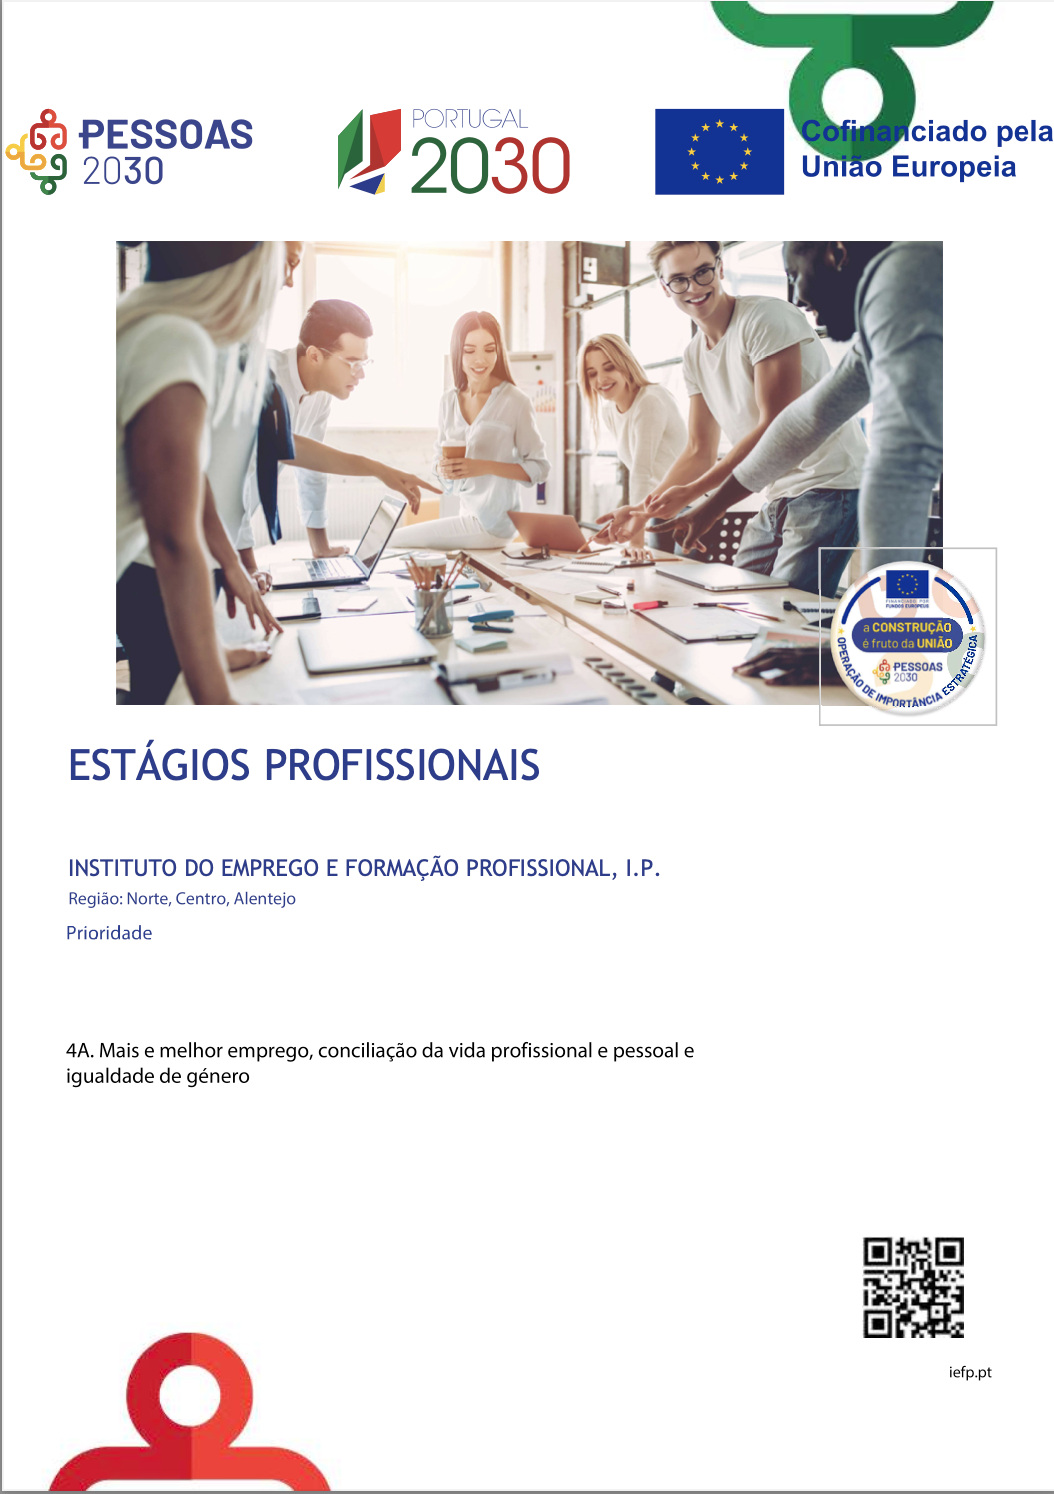 PESSOAS
2030
PORTUGAL
2030
Cofinanciado pela
União Europeia
9
FINANCIADO POR
FUNDOS EUROPEUS
a CONSTRUÇÃO
é fruto da UNIÃO
PESSOAS
2030
OPERAÇÃO DE IMPORTÂNCIA ESTRATÉGICA
ESTÁGIOS PROFISSIONAIS
INSTITUTO DO EMPREGO E FORMAÇÃO PROFISSIONAL, I.P.
Região: Norte, Centro, Alentejo
Prioridade
4A. Mais e melhor emprego, conciliação da vida profissional e pessoal e
igualdade de género
iefp.pt